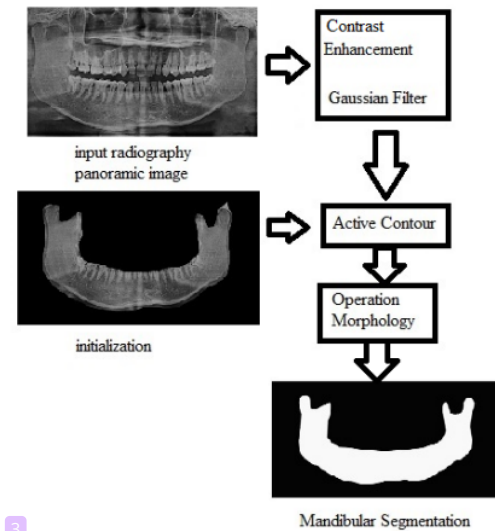 Contrast
Enhancement
Gaussian Filter
input radiography
panoramic image
Active Contour
initialization
Operation
Morphology
3
Mandibular Segmentation